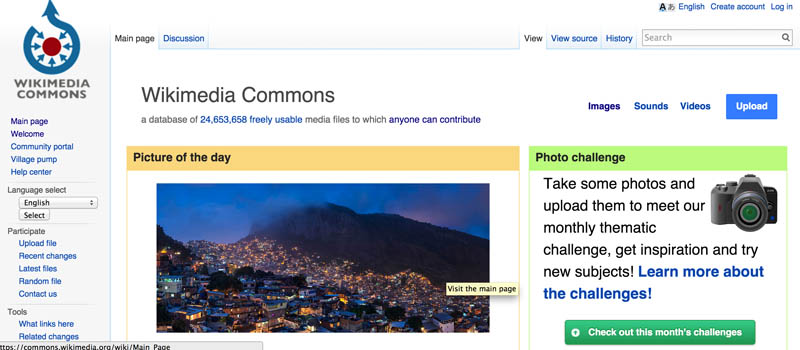 English Create account Log in
Main page Discussion View View source History Search
WIKIMEDIA
COMMONS
Main page
Welcome
Community portal
Village pump
Help center
Language select
English
Select
Participate
Upload file
Recent changes
Latest files
Random file
Contact us
Tools
What links here
Related changes
Wikimedia Commons
a database of 24,653,658 freely usable media files to which anyone can contribute
Images Sounds Videos Upload
Picture of the day
Visit the main page
Photo challenge
Take some photos and
upload them to meet our
monthly thematic
challenge, get inspiration and try
new subjects! Learn more about
the challenges!
Check out this month's challenges
ttps://commons.wikimedia.org/wiki/Main_Page